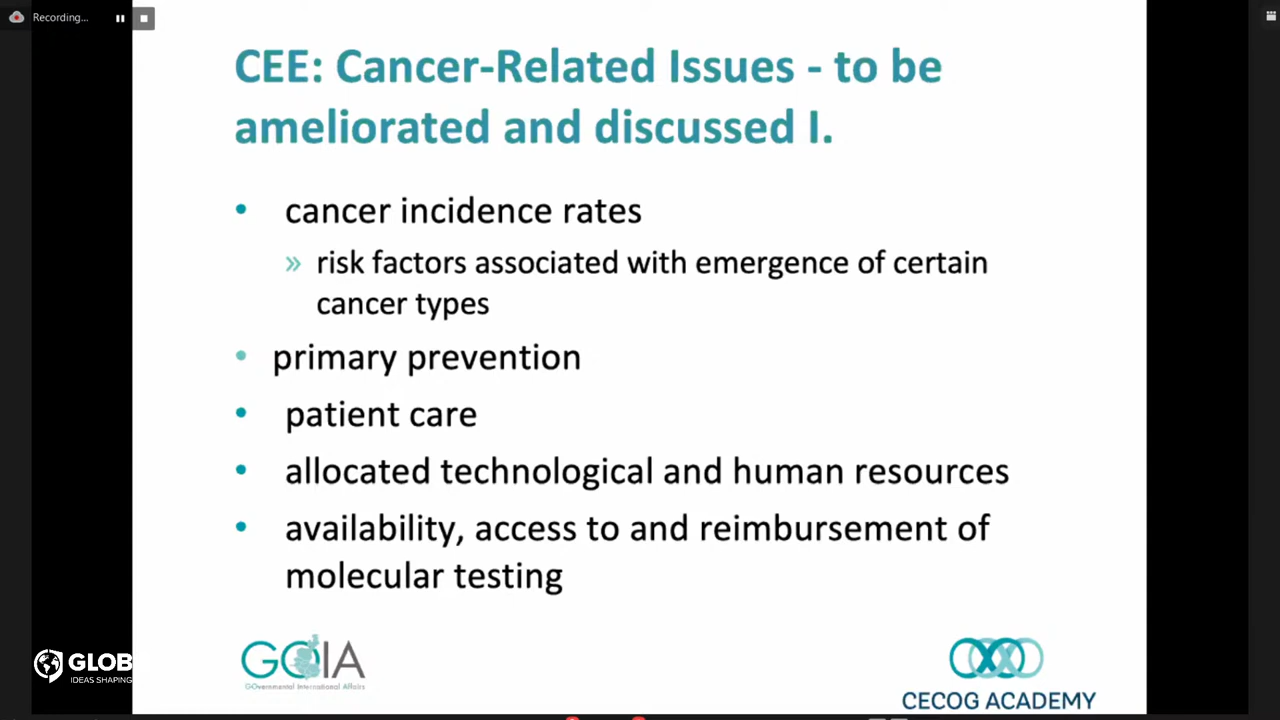 Recording...
CEE: Cancer-Related Issues - to be
ameliorated and discussed I.
• cancer incidence rates
» risk factors associated with emergence of certain
cancer types
• primary prevention
• patient care
• allocated technological and human resources
• availability, access to and reimbursement of
molecular testing
GOIA
GOvernmental International Affairs
GLOB
IDEAS SHAPING
CECOG ACADEMY